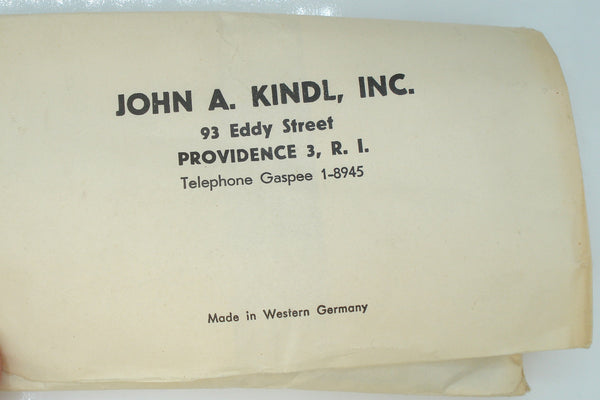 JOHN A. KINDL, INC.
93 Eddy Street
PROVIDENCE 3, R. I.
Telephone Gaspee 1-8945
Made in Western Germany